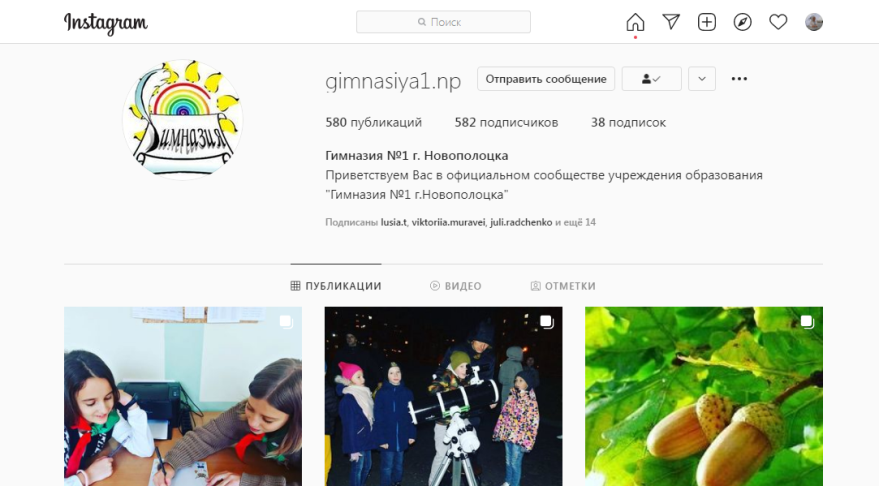 Instagram
Поиск
Гимназия
gimnasiya1.np
Отправить сообщение
580 публикаций 582 подписчиков 38 подписок
Гимназия №1 г. Новополоцка
Приветствуем Вас в официальном сообществе учреждения образования
"Гимназия №1 г.Новополоцка"
Подписаны lusia.t, viktoriia.muravei, juli.radchenko и ещё 14
ПУБЛИКАЦИИ ВИДЕО ОТМЕТКИ